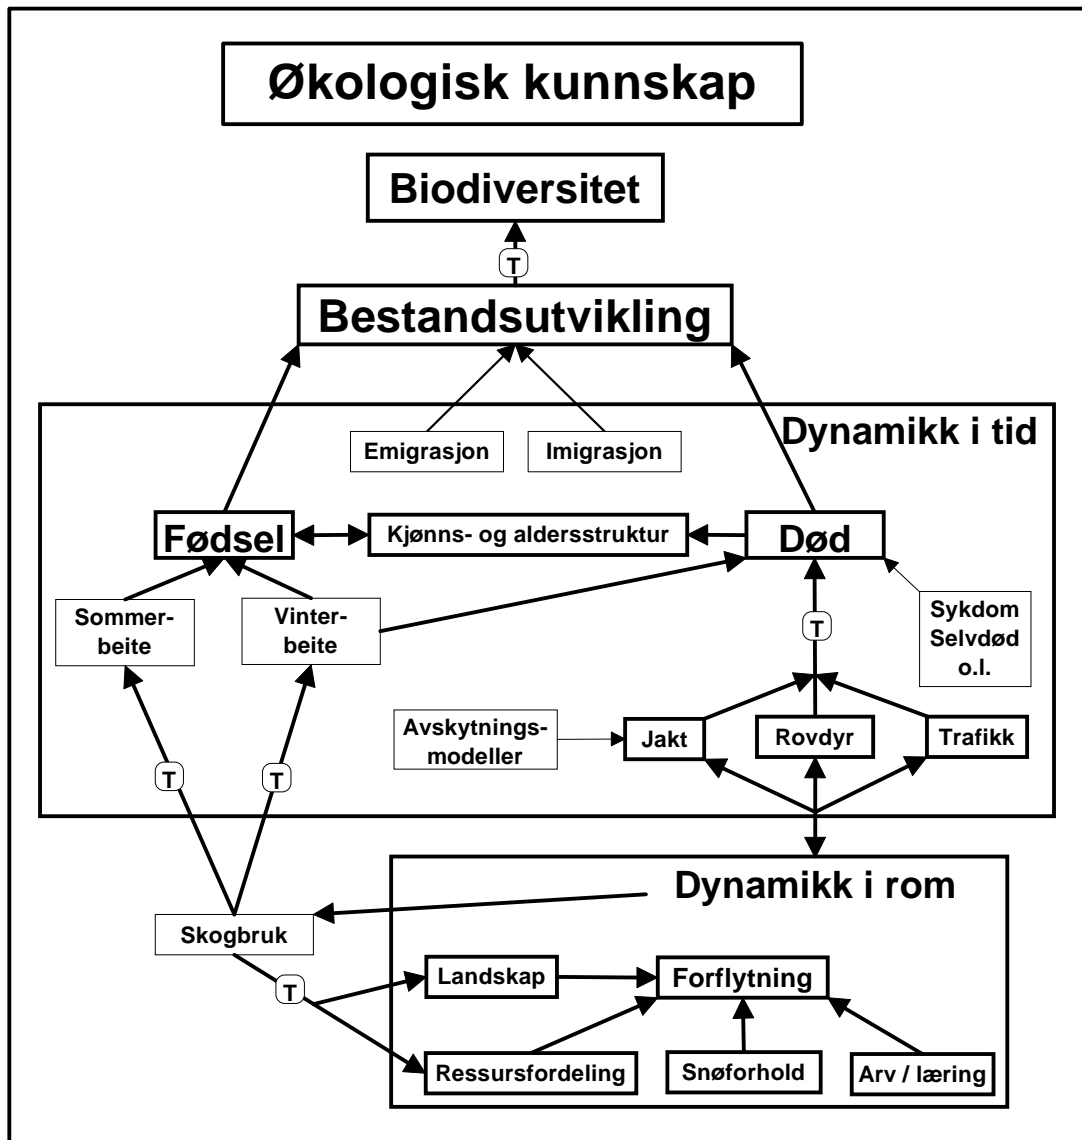 Økologisk kunnskap
Biodiversitet
T
Bestandsutvikling
Dynamikk i tid
Emigrasjon
Imigrasjon
Fødsel
Kjønns- og aldersstruktur
Død
Sommer-
beite
Vinter-
beite
T
Sykdom
Selvdød
o.l.
Avskytnings-
modeller
Jakt
Rovdyr
Trafikk
T
T
Dynamikk i rom
Skogbruk
T
Landskap
Forflytning
Ressursfordeling
Snøforhold
Arv / læring